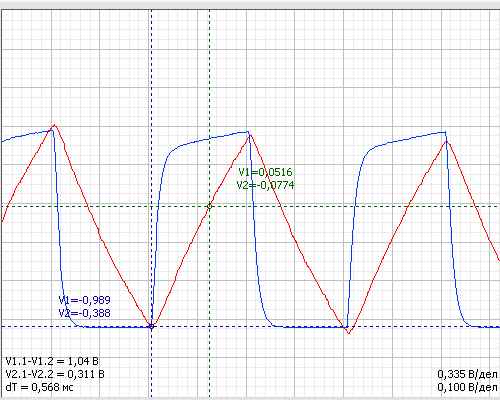 V1=0,0516
V2=-0,0774
V1=-0,989
V2=-0,388
V1.1-V1.2 = 1,04 В
V2.1-V2.2 = 0,311 В
dT = 0,568 мс
0,335 В/дел
0,100 В/дел